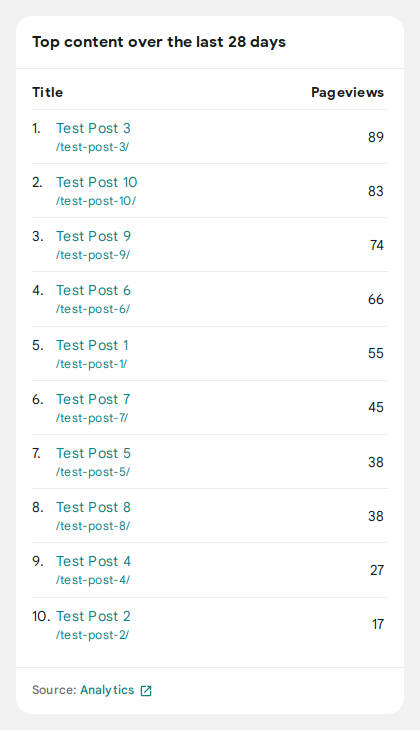 Top content over the last 28 days
Title Pageviews
1. Test Post 3
/test-post-3/ 89
2. Test Post 10
/test-post-10/ 83
3. Test Post 9
/test-post-9/ 74
4. Test Post 6
/test-post-6/ 66
5. Test Post 1
/test-post-1/ 55
6. Test Post 7
/test-post-7/ 45
7. Test Post 5
/test-post-5/ 38
8. Test Post 8
/test-post-8/ 38
9. Test Post 4
/test-post-4/ 27
10. Test Post 2
/test-post-2/ 17
Source: Analytics